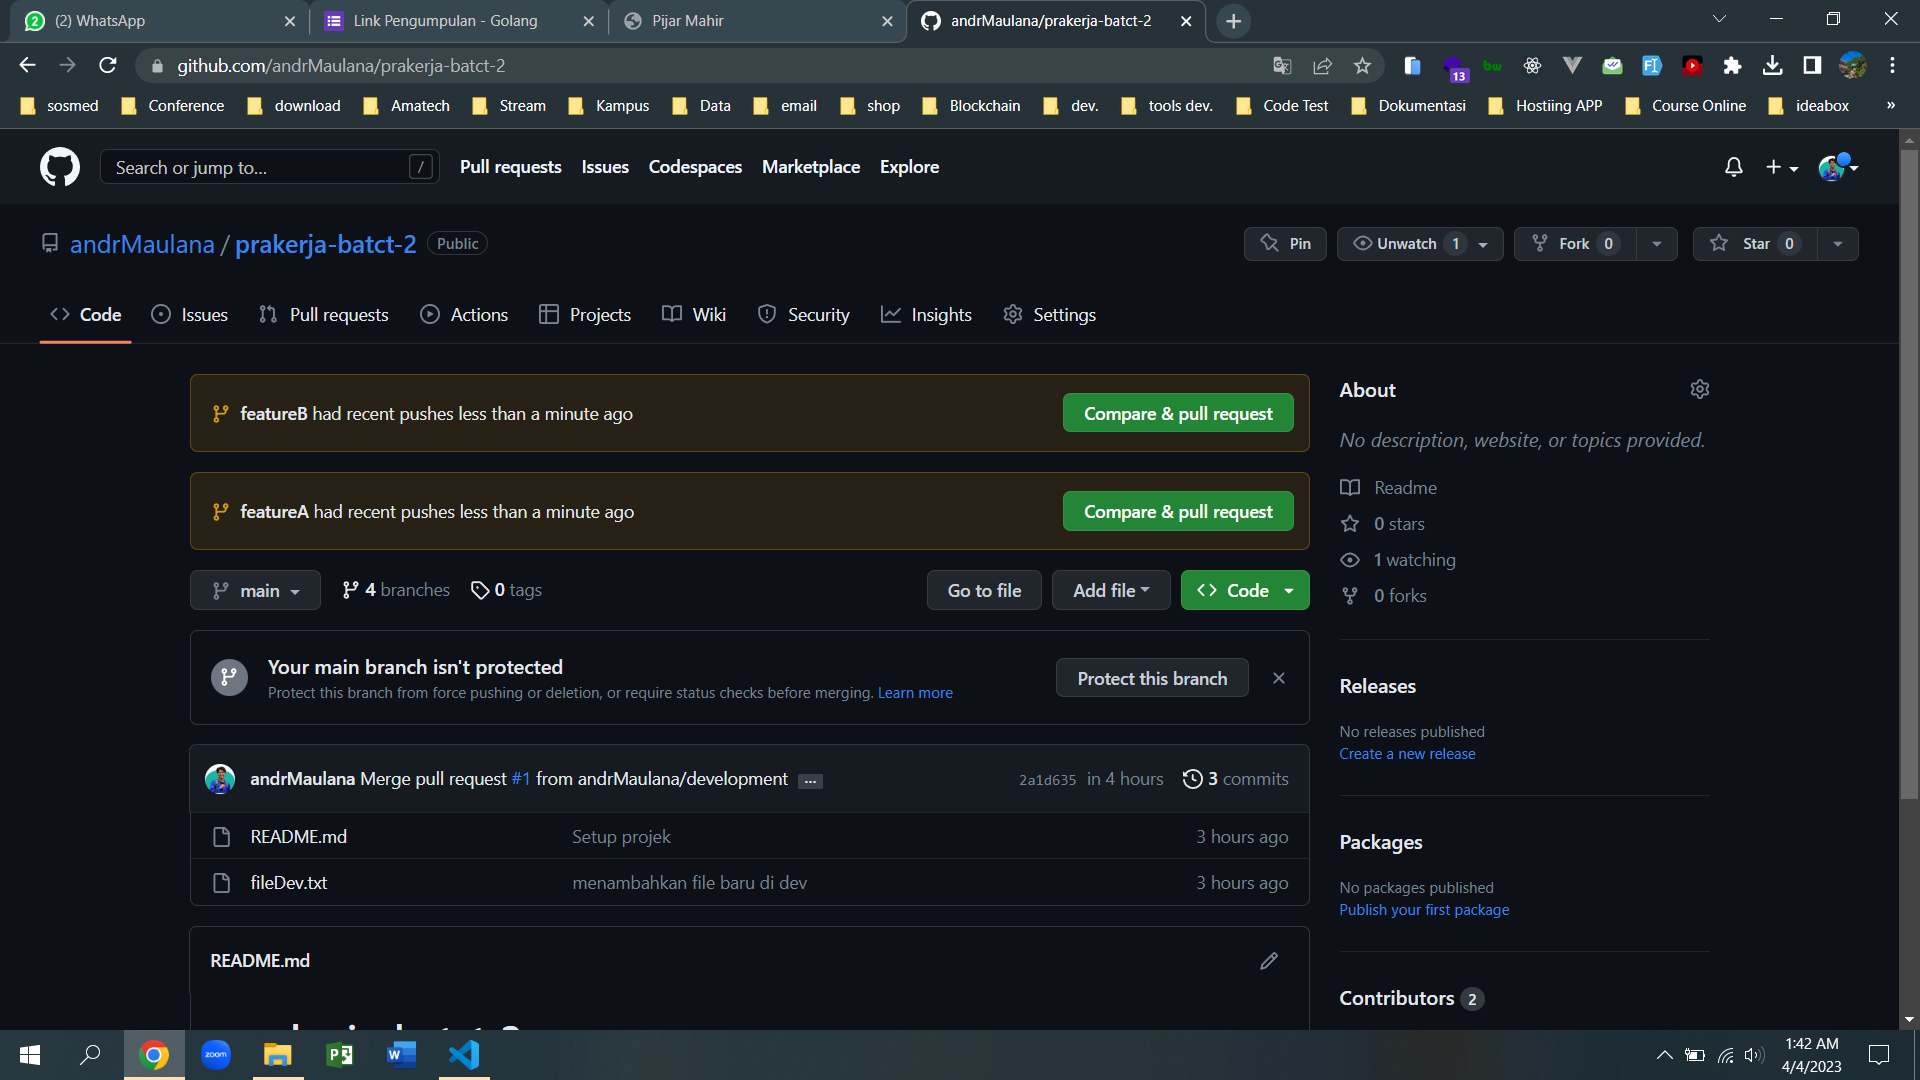 (2) WhatsApp
Link Pengumpulan - Golang
Pijar Mahir
andrMaulana/prakerja-batct-2
github.com/andrMaulana/prakerja-batct-2
13
bw
sosmed
Conference
download
Amatech
Stream
Kampus
Data
email
shop
Blockchain
dev.
tools dev.
Code Test
Dokumentasi
Hostiing APP
Course Online
ideabox
»
Search or jump to...
/
Pull requests
Issues
Codespaces
Marketplace
Explore
andrMaulana / prakerja-batct-2
Public
Pin
Unwatch 1
Fork 0
Star 0
Code
Issues
Pull requests
Actions
Projects
Wiki
Security
Insights
Settings
featureB had recent pushes less than a minute ago
Compare & pull request
featureA had recent pushes less than a minute ago
Compare & pull request
main
4 branches
0 tags
Go to file
Add file
Code
Your main branch isn't protected
Protect this branch from force pushing or deletion, or require status checks before merging. Learn more
Protect this branch
andrMaulana Merge pull request #1 from andrMaulana/development ...
2a1d635 in 4 hours
3 commits
README.md
Setup projek
3 hours ago
fileDev.txt
menambahkan file baru di dev
3 hours ago
README.md
About
No description, website, or topics provided.
Readme
0 stars
1 watching
0 forks
Releases
No releases published
Create a new release
Packages
No packages published
Publish your first package
Contributors 2
zoom
1:42 AM
4/4/2023